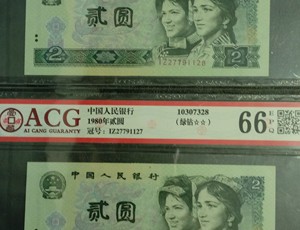 贰圆
2
IZ27791128
2
ACG
AI CANG GUARANTY
中国人民银行
1980年贰圆
冠号: IZ27791127
10307328
(绿钻☆☆)
66 EPQ
中国人民银行
2
贰圆